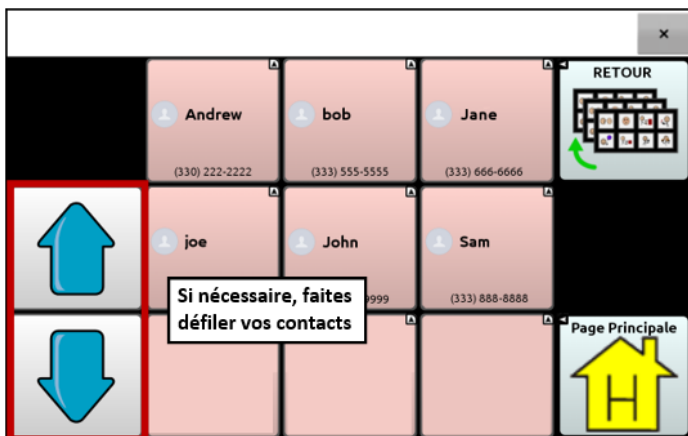 ×
RETOUR
Andrew
bob
Jane
(330) 222-2222
(333) 555-5555
(333) 666-6666
joe
John
Sam
9999
(333) 888-8888
Si nécessaire, faites
défiler vos contacts
Page Principale
H